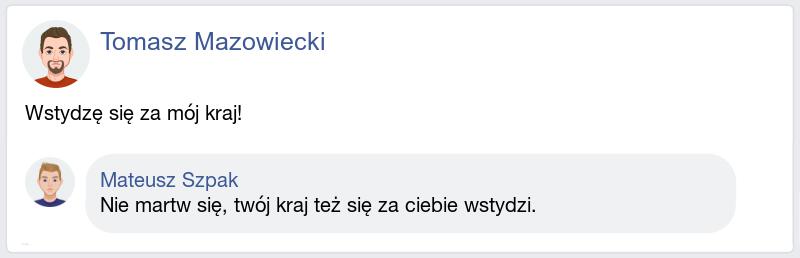 Tomasz Mazowiecki
Wstydzę się za mój kraj!
Mateusz Szpak
Nie martw się, twój kraj też się za ciebie wstydzi.